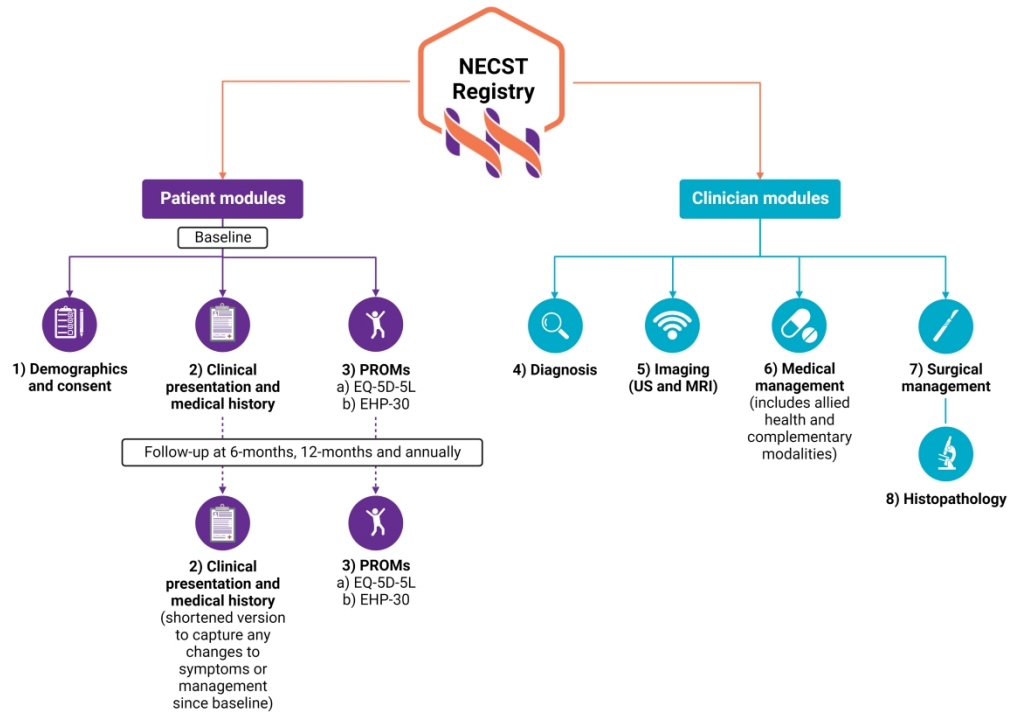 NECST
Registry
Patient modules
Clinician modules
Baseline
1) Demographics
and consent
2) Clinical
presentation and
medical history
3) PROMs
a) EQ-5D-5L
b) EHP-30
4) Diagnosis
5) Imaging
(US and MRI)
6) Medical
management
(includes allied
health and
complementary
modalities)
7) Surgical
management
8) Histopathology
Follow-up at 6-months, 12-months and annually
2) Clinical
presentation and
medical history
(shortened version
to capture any
changes to
symptoms or
management
since baseline)
3) PROMs
a) EQ-5D-5L
b) EHP-30